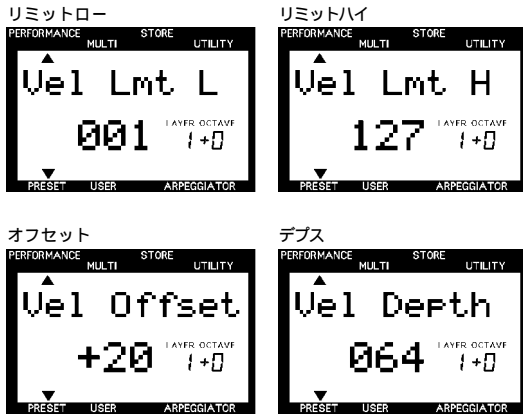 リミットロー
PERFORMANCE STORE
MULTI UTILITY
Vel Lmt L
LAYER OCTAVE
001 1+0
PRESET USER ARPEGGIATOR
リミットハイ
PERFORMANCE STORE
MULTI UTILITY
Vel Lmt H
LAYER OCTAVE
127 1+0
PRESET USER ARPEGGIATOR
オフセット
PERFORMANCE STORE
MULTI UTILITY
Vel Offset
LAYER OCTAVE
+20 1+0
PRESET USER ARPEGGIATOR
デプス
PERFORMANCE STORE
MULTI UTILITY
Vel Depth
LAYER OCTAVE
064 1+0
PRESET USER ARPEGGIATOR